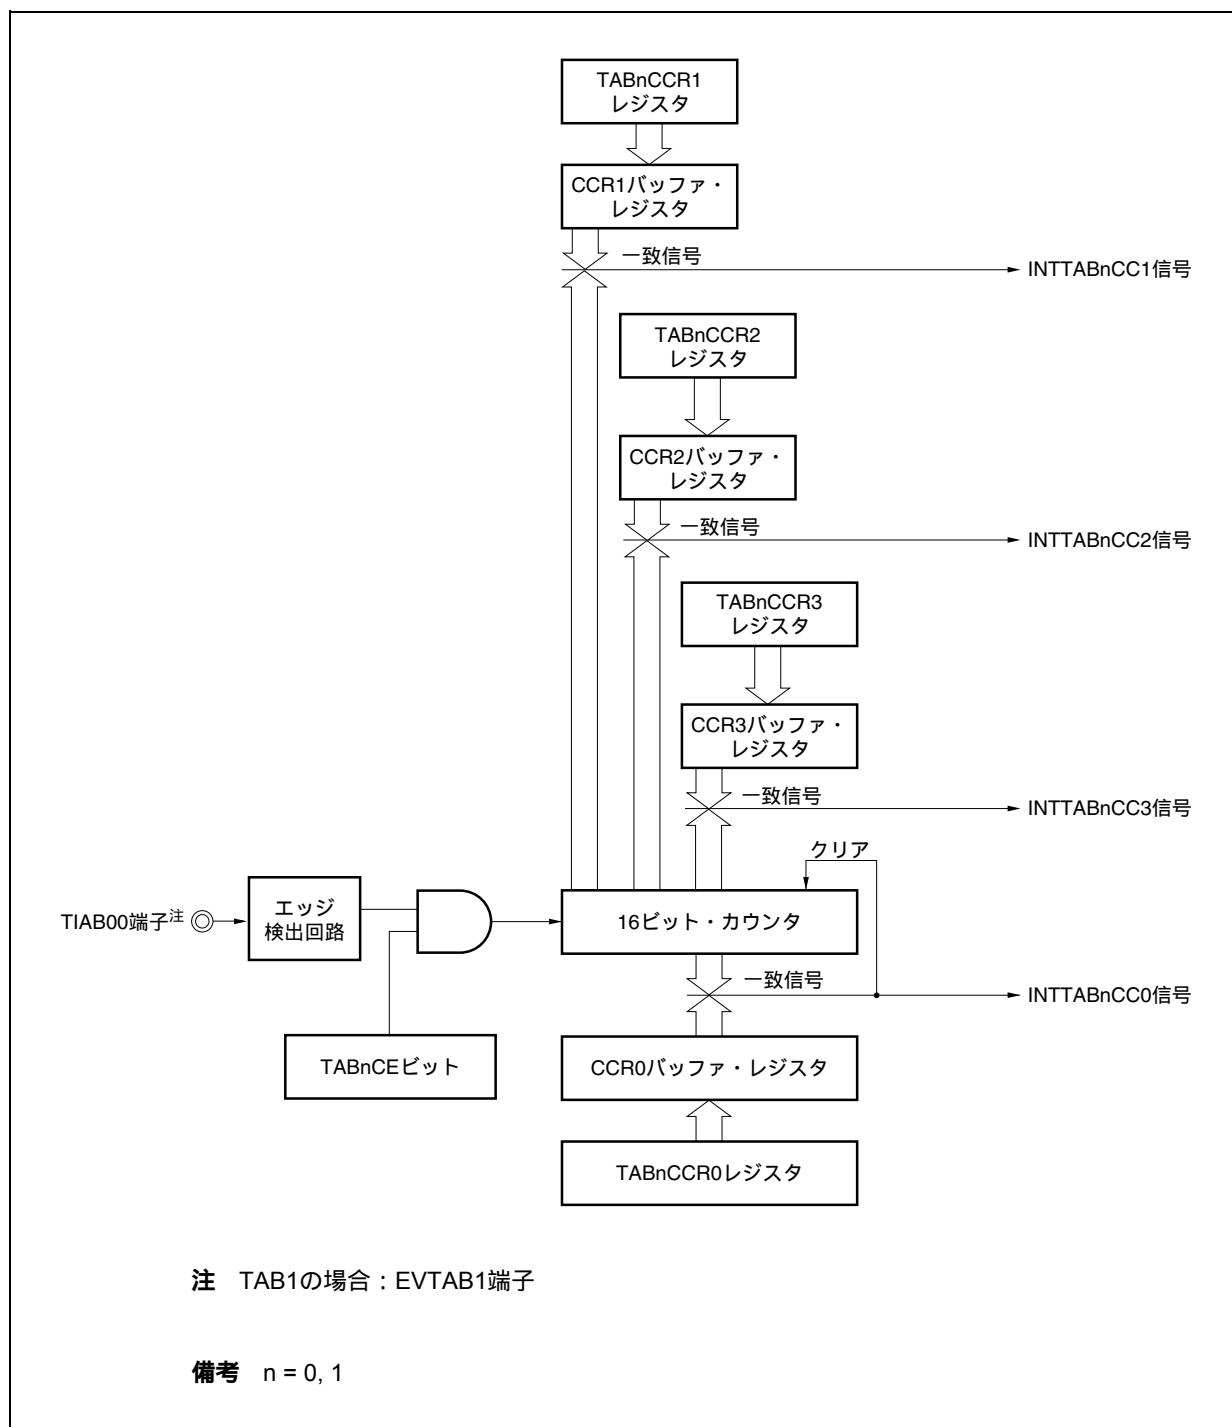 TABnCCR1
レジスタ
CCR1バッファ・
レジスタ
一致信号
INTTABnCC1信号
TABnCCR2
レジスタ
CCR2バッファ・
レジスタ
一致信号
INTTABnCC2信号
TABnCCR3
レジスタ
CCR3バッファ・
レジスタ
一致信号
INTTABnCC3信号
クリア
TIAB00端子注
エッジ
検出回路
16ビット・カウンタ
一致信号
INTTABnCC0信号
TABnCEビット
CCR0バッファ・レジスタ
TABnCCR0レジスタ
注 TAB1の場合：EVTAB1端子
備考 n = 0, 1